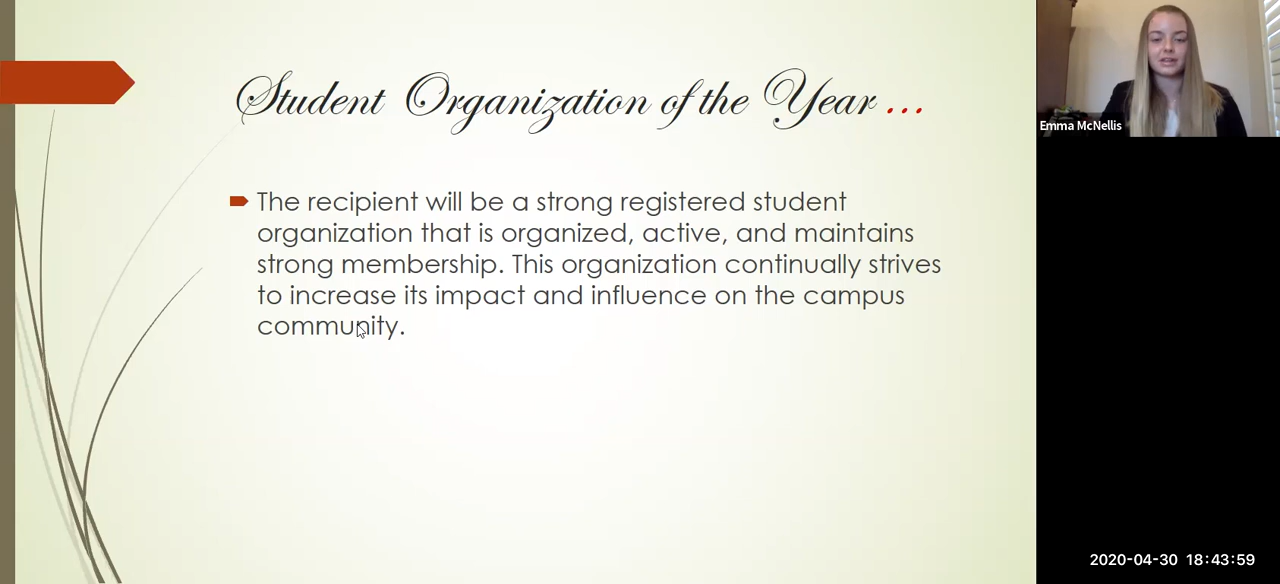 Student Organization of the Year ...
The recipient will be a strong registered student
organization that is organized, active, and maintains
strong membership. This organization continually strives
to increase its impact and influence on the campus
community.
Emma McNellis
2020-04-30 18:43:59